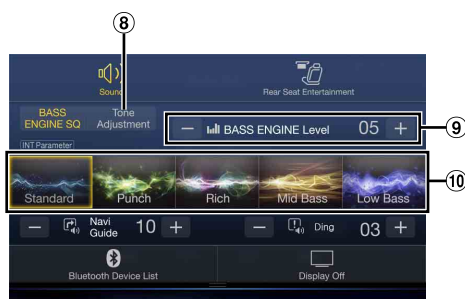 ⑧
Sound
Rear Seat Entertainment
BASS
ENGINE SQ
Tone
Adjustment
− BASS ENGINE Level 05 +
⑨
INT Parameter
Standard
Punch
Rich
Mid Bass
Low Bass
⑩
− Navi
Guide 10 +
− Ding 03 +
Bluetooth Device List
Display Off